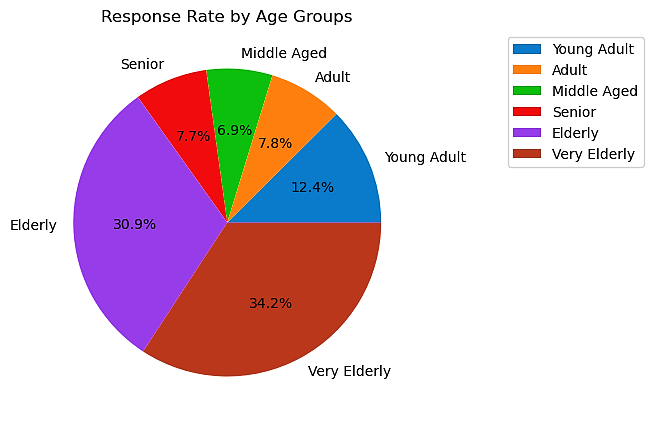 Response Rate by Age Groups
Young Adult
Adult
Middle Aged
Senior
Elderly
Very Elderly
Middle Aged
Senior
Adult
7.7%
6.9%
7.8%
Young Adult
12.4%
Elderly
30.9%
34.2%
Very Elderly